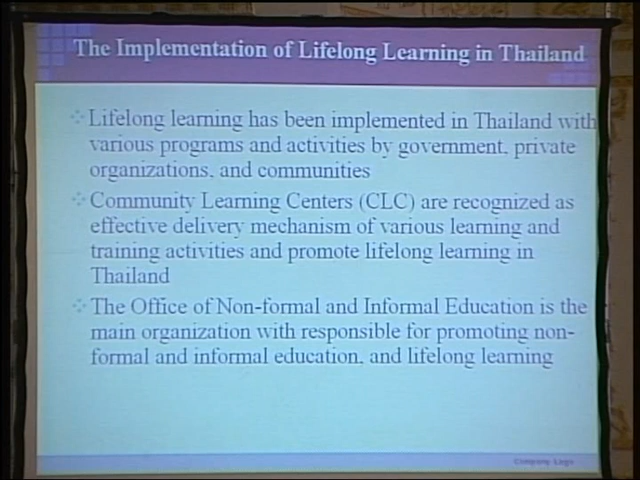 The Implementation of Lifelong Learning in Thailand
Lifelong learning has been implemented in Thailand with
various programs and activities by government, private
organizations, and communities
Community Learning Centers (CLC) are recognized as
effective delivery mechanism of various learning and
training activities and promote lifelong learning in
Thailand
The Office of Non-formal and Informal Education is the
main organization with responsible for promoting non-
formal and informal education, and lifelong learning
Company Logo